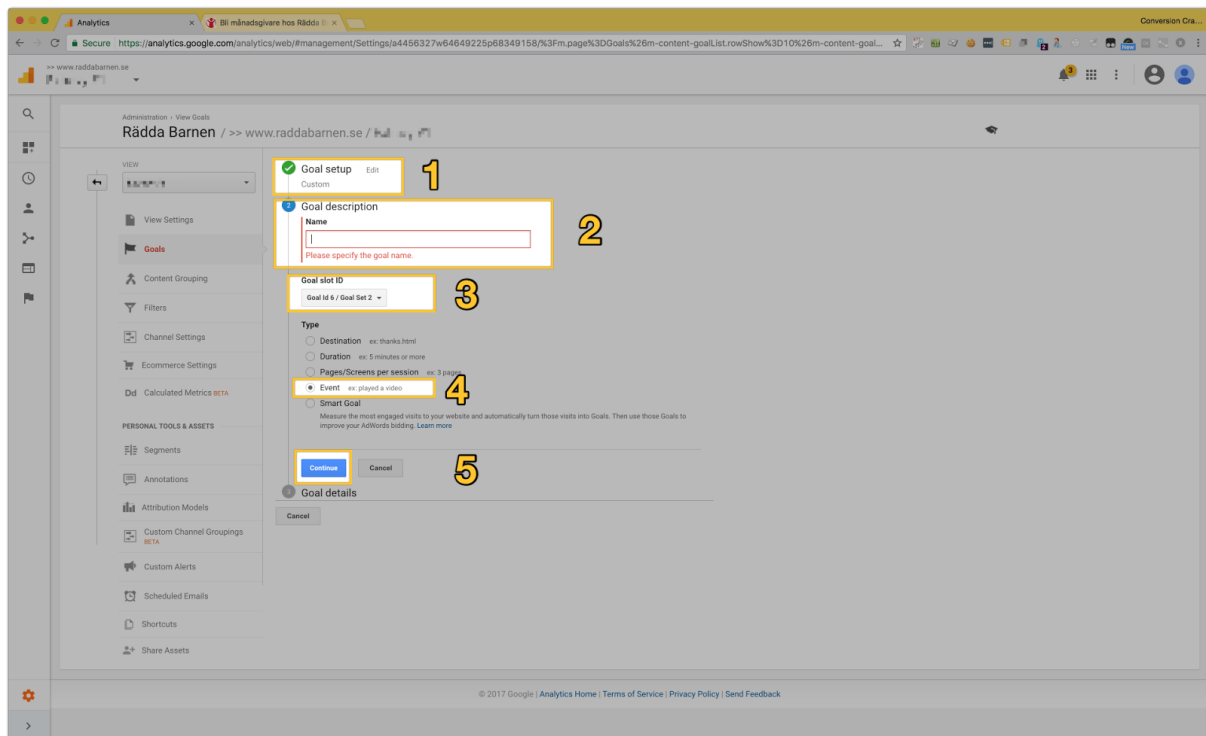 Analytics
Bli månadsgivare hos Rädda B
Conversion Cra...
Secure https://analytics.google.com/analytics/web/#management/Settings/a4456327w64649225p68349158/%3Fm.page%3DGoals%26m-content-goalList.rowShow%3D10%26m-content-goal...
2
New
>> www.raddabarnen.se
3
Administration › View Goals
Rädda Barnen / >> www.raddabarnen.se /
VIEW
View Settings
Goals
Content Grouping
Filters
Channel Settings
Ecommerce Settings
Dd Calculated Metrics BETA
PERSONAL TOOLS & ASSETS
Segments
Annotations
Attribution Models
Custom Channel Groupings
BETA
Custom Alerts
Scheduled Emails
Shortcuts
Share Assets
Goal setup Edit
Custom
1
2 Goal description
Name
Please specify the goal name.
2
Goal slot ID
Goal Id 6 / Goal Set 2
3
Type
Destination ex: thanks.html
Duration ex: 5 minutes or more
Pages/Screens per session ex: 3 pages
Event ex: played a video
4
Smart Goal
Measure the most engaged visits to your website and automatically turn those visits into Goals. Then use those Goals to
improve your AdWords bidding. Learn more
Continue Cancel
5
3 Goal details
Cancel
© 2017 Google | Analytics Home | Terms of Service | Privacy Policy | Send Feedback